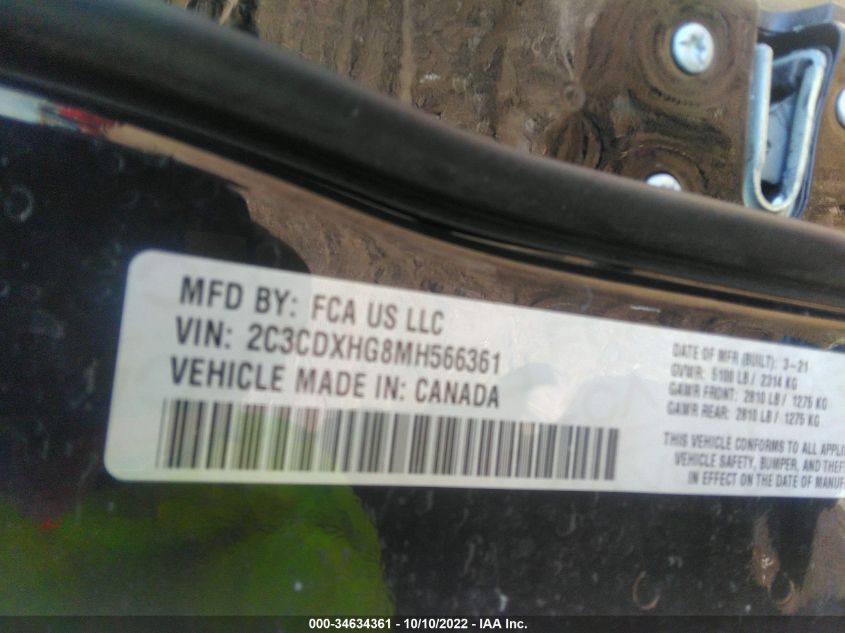 MFD BY: FCA US LLC
VIN: 2C3CDXHG8MH566361
VEHICLE MADE IN: CANADA
DATE OF MFR (BUILT): 3-21
GVWR: 5100 LB / 2314 KG
GAWR FRONT: 2810 LB / 1275 KG
GAWR REAR: 2810 LB / 1275 KG
THIS VEHICLE CONFORMS TO ALL APPLI
VEHICLE SAFETY, BUMPER, AND THEF
IN EFFECT ON THE DATE OF MANUF
000-34634361 - 10/10/2022 - IAA Inc.